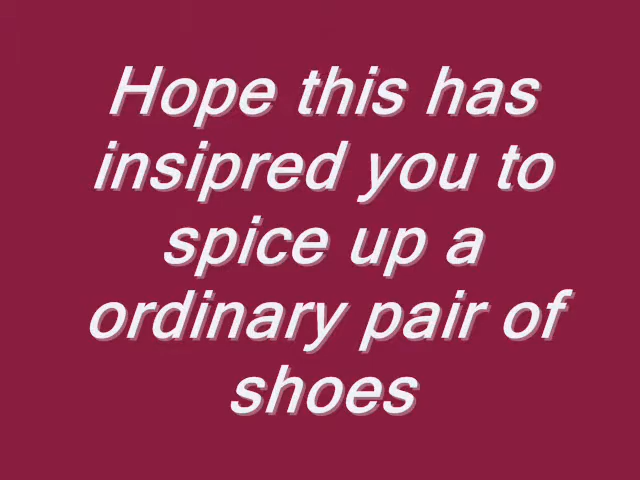 Hope this has
insipred you to
spice up a
ordinary pair of
shoes